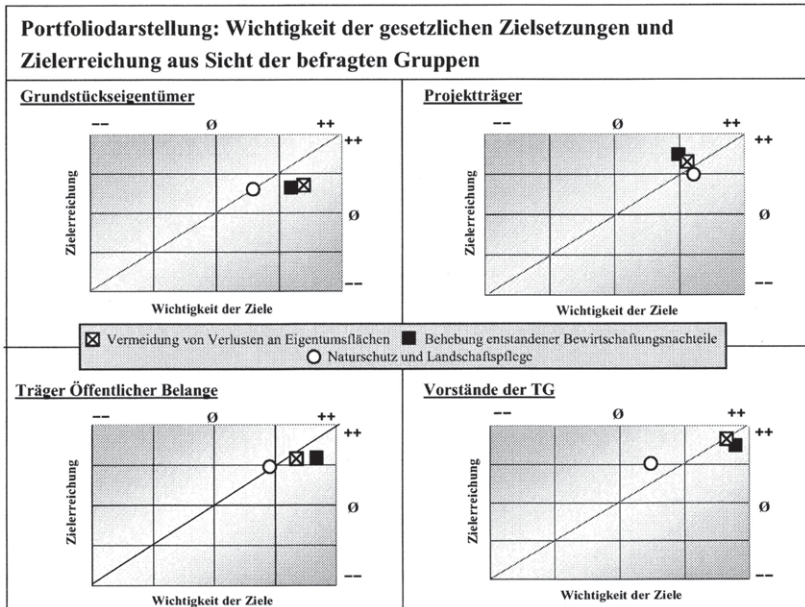 Portfoliodarstellung: Wichtigkeit der gesetzlichen Zielsetzungen und
Zielerreichung aus Sicht der befragten Gruppen
Grundstückseigentümer
-- Ø ++
++
Ø
--
Zielerreichung
Wichtigkeit der Ziele
Projektträger
-- Ø ++
++
Ø
--
Zielerreichung
Wichtigkeit der Ziele
Vermeidung von Verlusten an Eigentumsflächen Behebung entstandener Bewirtschaftungsnachteile
Naturschutz und Landschaftspflege
Träger Öffentlicher Belange
-- Ø ++
++
Ø
--
Zielerreichung
Wichtigkeit der Ziele
Vorstände der TG
-- Ø ++
++
Ø
--
Zielerreichung
Wichtigkeit der Ziele